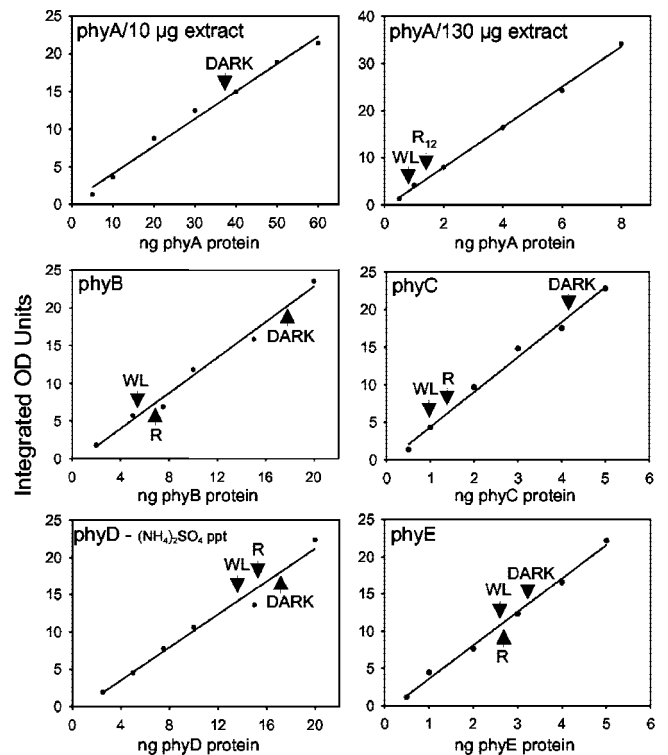 phyA/10 µg extract
DARK
25
20
15
10
5
0
0 10 20 30 40 50 60
ng phyA protein
phyA/130 µg extract
R₁₂
WL
40
30
20
10
0
0 2 4 6 8
ng phyA protein
Integrated OD Units
phyB
WL
R
DARK
25
20
15
10
5
0
0 4 8 12 16 20
ng phyB protein
phyC
DARK
WL
R
25
20
15
10
5
0
0 1 2 3 4 5 6
ng phyC protein
phyD - (NH₄)₂SO₄ ppt
R
WL
DARK
25
20
15
10
5
0
0 4 8 12 16 20
ng phyD protein
phyE
DARK
WL
R
25
20
15
10
5
0
0 1 2 3 4 5 6
ng phyE protein